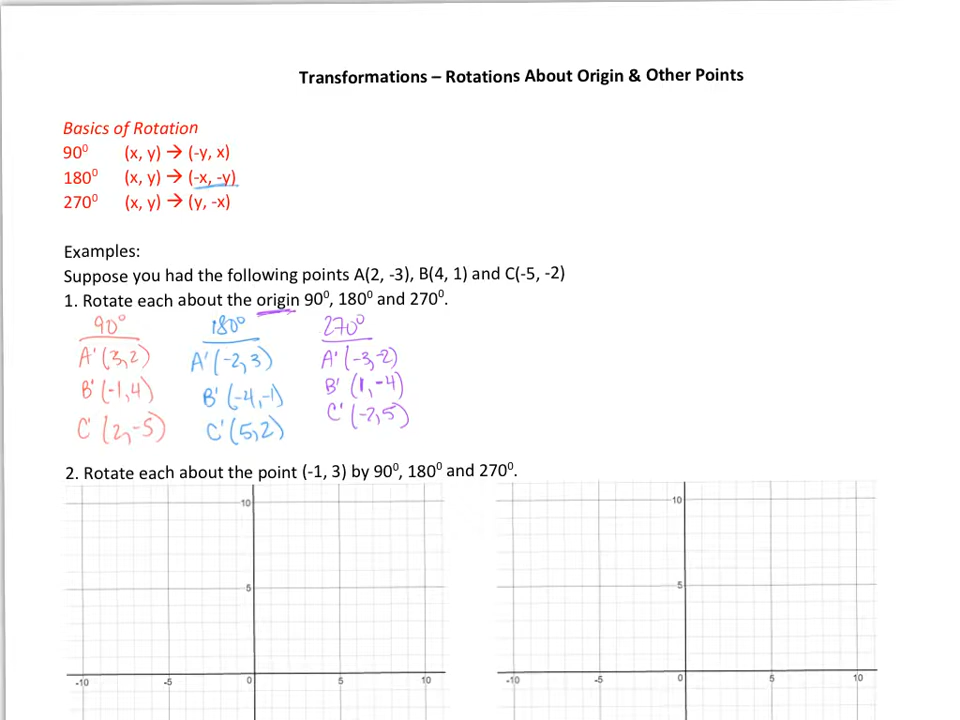 Transformations – Rotations About Origin & Other Points
Basics of Rotation
90⁰ (x, y) → (-y, x)
180⁰ (x, y) → (-x, -y)
270⁰ (x, y) → (y, -x)
Examples:
Suppose you had the following points A(2, -3), B(4, 1) and C(-5, -2)
1. Rotate each about the origin 90⁰, 180⁰ and 270⁰.
90° 180° 270°
A' (3,2) A' (-2,3) A' (-3,-2)
B' (-1,4) B' (-4,-1) B' (1,-4)
C' (2,-5) C' (5,2) C' (-2,5)
2. Rotate each about the point (-1, 3) by 90⁰, 180⁰ and 270⁰.
10 10
5 5
-10 -5 0 5 10 -10 -5 0 5 10